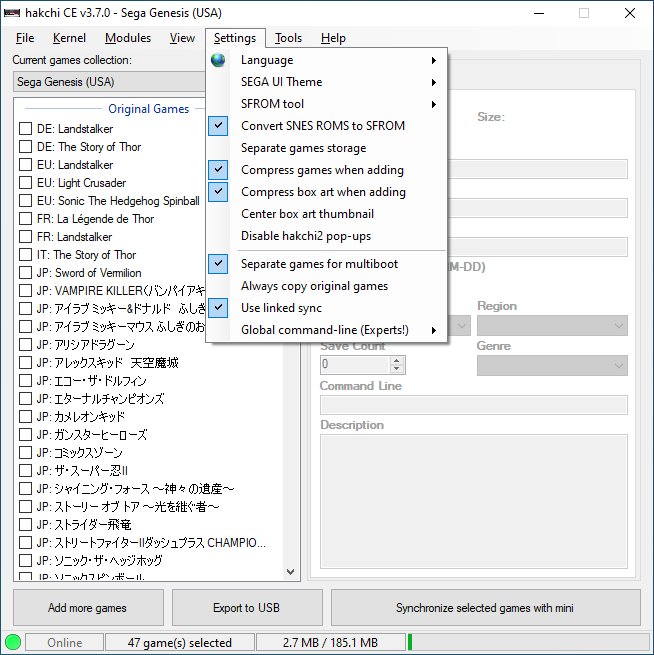 hakchi CE v3.7.0 - Sega Genesis (USA)
File Kernel Modules View Settings Tools Help
Current games collection:
Sega Genesis (USA)
Original Games
DE: Landstalker
DE: The Story of Thor
EU: Landstalker
EU: Light Crusader
EU: Sonic The Hedgehog Spinball
FR: La Légende de Thor
FR: Landstalker
IT: The Story of Thor
JP: Sword of Vermilion
JP: VAMPIRE KILLER(バンパイアキ
JP: アイラブ ミッキー&ドナルド ふしぎ
JP: アイラブ ミッキーマウス ふしぎのお
JP: アリシアドラグーン
JP: アレックスキッド 天空魔城
JP: エコー・ザ・ドルフィン
JP: エターナルチャンピオンズ
JP: カメレオンキッド
JP: ガンスターヒーローズ
JP: コミックスゾーン
JP: ザ・スーパー忍II
JP: シャイニング・フォース ～神々の遺産～
JP: ストーリー オブ トア ～光を継ぐ者～
JP: ストライダー飛竜
JP: ストリートファイターIIダッシュプラス CHAMPIO...
JP: ソニック・ザ・ヘッジホッグ
JP: ソニックスピンボール
Language
SEGA UI Theme
SFROM tool
Convert SNES ROMS to SFROM
Separate games storage
Compress games when adding
Compress box art when adding
Center box art thumbnail
Disable hakchi2 pop-ups
Separate games for multiboot
Always copy original games
Use linked sync
Global command-line (Experts!)
Size:
M-DD)
Region
Save Count
Genre
0
Command Line
Description
Add more games
Export to USB
Synchronize selected games with mini
Online
47 game(s) selected
2.7 MB / 185.1 MB